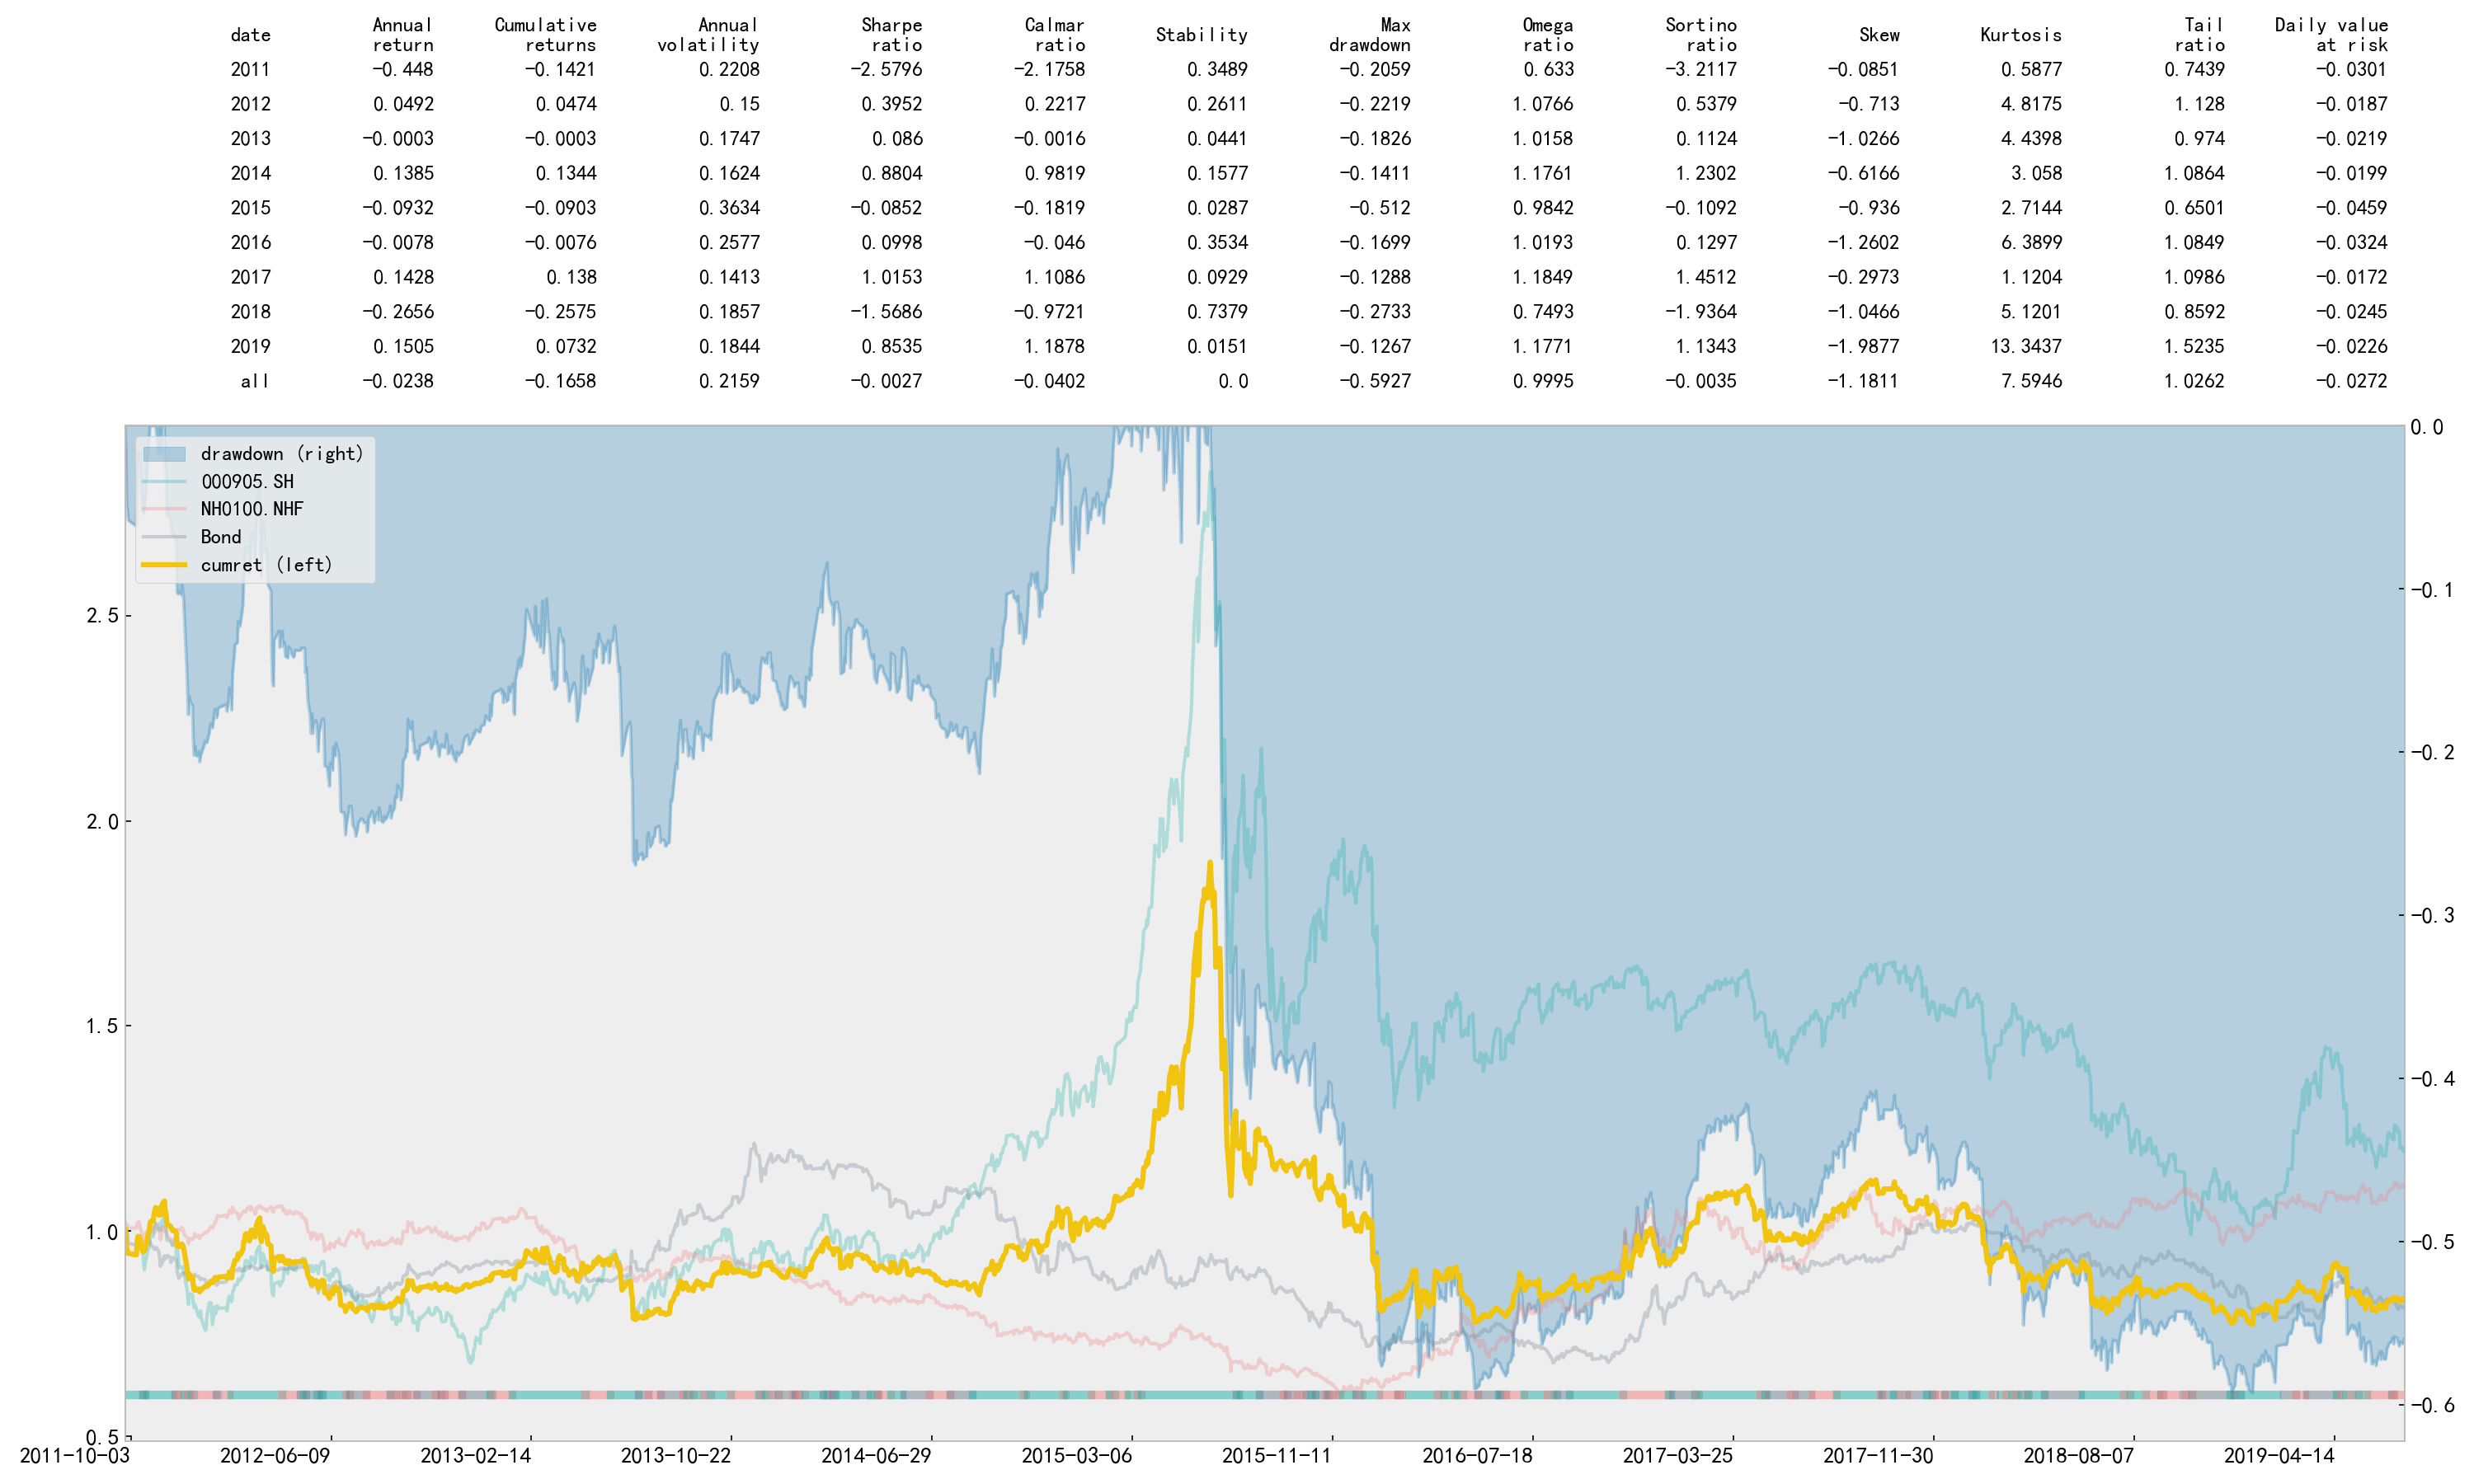 date Annual return Cumulative returns Annual volatility Sharpe ratio Calmar ratio Stability Max drawdown Omega ratio Sortino ratio Skew Kurtosis Tail ratio Daily value at risk
2011 -0.448 -0.1421 0.2208 -2.5796 -2.1758 0.3489 -0.2059 0.633 -3.2117 -0.0851 0.5877 0.7439 -0.0301
2012 0.0492 0.0474 0.15 0.3952 0.2217 0.2611 -0.2219 1.0766 0.5379 -0.713 4.8175 1.128 -0.0187
2013 -0.0003 -0.0003 0.1747 0.086 -0.0016 0.0441 -0.1826 1.0158 0.1124 -1.0266 4.4398 0.974 -0.0219
2014 0.1385 0.1344 0.1624 0.8804 0.9819 0.1577 -0.1411 1.1761 1.2302 -0.6166 3.058 1.0864 -0.0199
2015 -0.0932 -0.0903 0.3634 -0.0852 -0.1819 0.0287 -0.512 0.9842 -0.1092 -0.936 2.7144 0.6501 -0.0459
2016 -0.0078 -0.0076 0.2577 0.0998 -0.046 0.3534 -0.1699 1.0193 0.1297 -1.2602 6.3899 1.0849 -0.0324
2017 0.1428 0.138 0.1413 1.0153 1.1086 0.0929 -0.1288 1.1849 1.4512 -0.2973 1.1204 1.0986 -0.0172
2018 -0.2656 -0.2575 0.1857 -1.5686 -0.9721 0.7379 -0.2733 0.7493 -1.9364 -1.0466 5.1201 0.8592 -0.0245
2019 0.1505 0.0732 0.1844 0.8535 1.1878 0.0151 -0.1267 1.1771 1.1343 -1.9877 13.3437 1.5235 -0.0226
all -0.0238 -0.1658 0.2159 -0.0027 -0.0402 0.0 -0.5927 0.9995 -0.0035 -1.1811 7.5946 1.0262 -0.0272
drawdown (right)
000905.SH
NH0100.NHF
Bond
cumret (left)
2.5
2.0
1.5
1.0
0.5
0.0
-0.1
-0.2
-0.3
-0.4
-0.5
-0.6
2011-10-03 2012-06-09 2013-02-14 2013-10-22 2014-06-29 2015-03-06 2015-11-11 2016-07-18 2017-03-25 2017-11-30 2018-08-07 2019-04-14